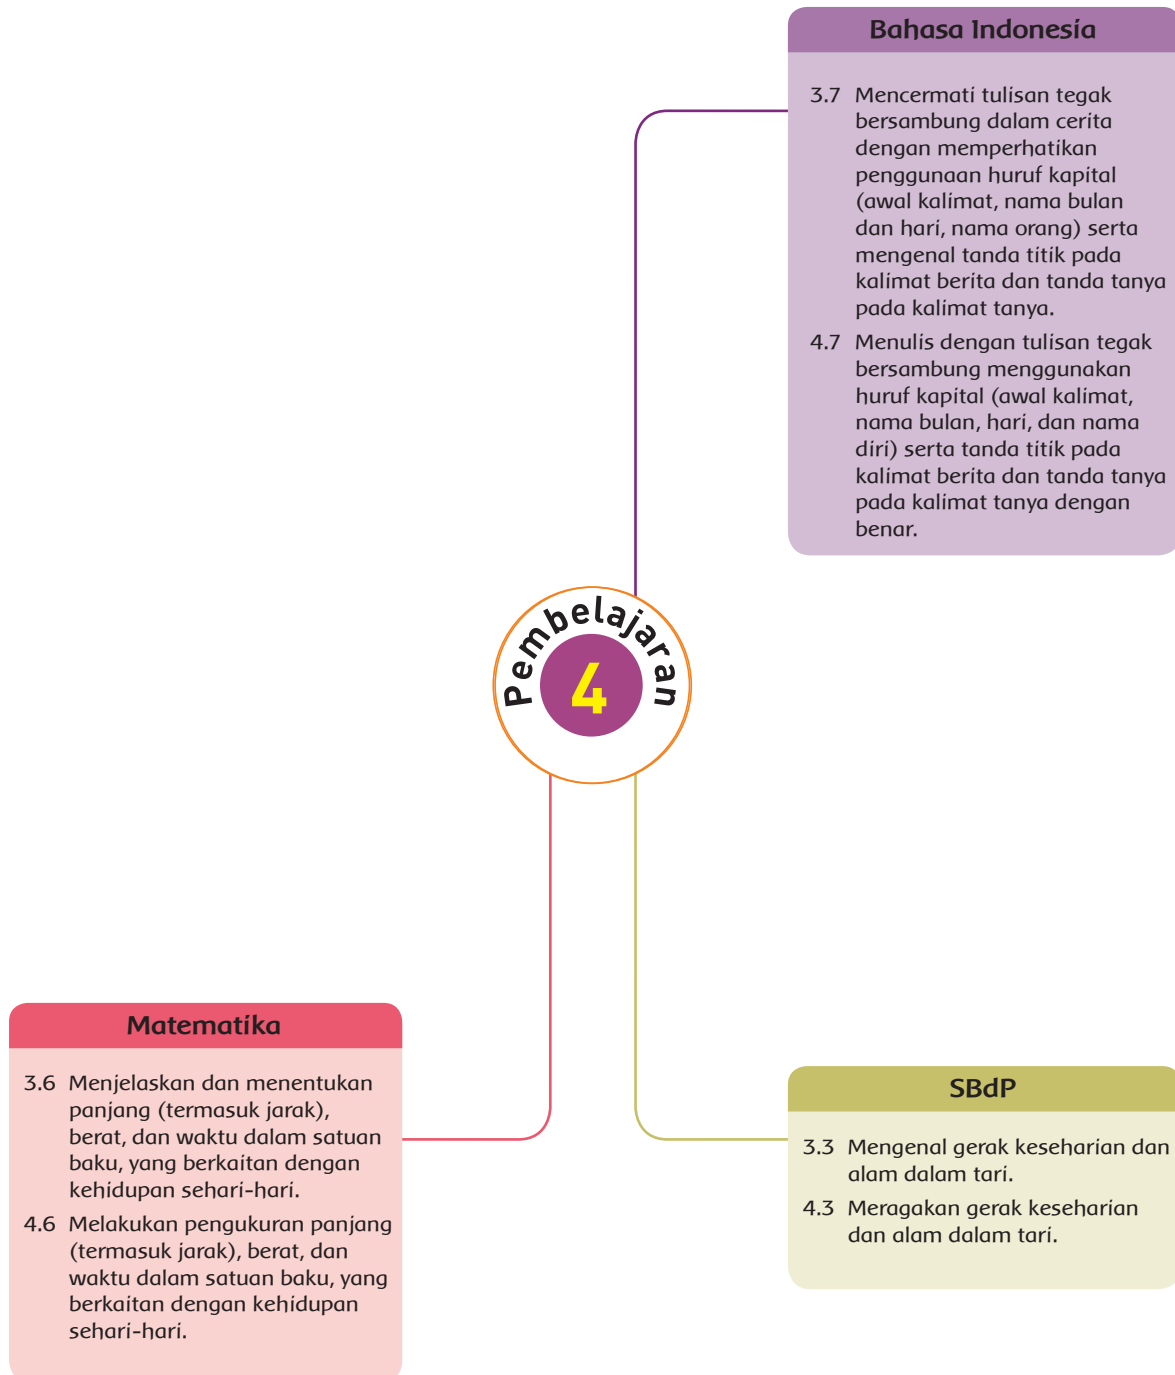 Bahasa Indonesia
3.7 Mencermati tulisan tegak
bersambung dalam cerita
dengan memperhatikan
penggunaan huruf kapital
(awal kalimat, nama bulan
dan hari, nama orang) serta
mengenal tanda titik pada
kalimat berita dan tanda tanya
pada kalimat tanya.
4.7 Menulis dengan tulisan tegak
bersambung menggunakan
huruf kapital (awal kalimat,
nama bulan, hari, dan nama
diri) serta tanda titik pada
kalimat berita dan tanda tanya
pada kalimat tanya dengan
benar.
Pembelajaran
4
Matematika
3.6 Menjelaskan dan menentukan
panjang (termasuk jarak),
berat, dan waktu dalam satuan
baku, yang berkaitan dengan
kehidupan sehari-hari.
4.6 Melakukan pengukuran panjang
(termasuk jarak), berat, dan
waktu dalam satuan baku, yang
berkaitan dengan kehidupan
sehari-hari.
SBdP
3.3 Mengenal gerak keseharian dan
alam dalam tari.
4.3 Meragakan gerak keseharian
dan alam dalam tari.